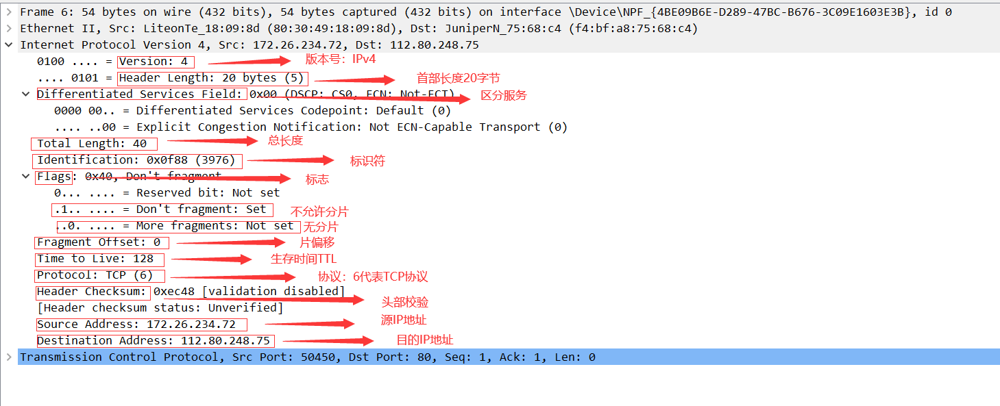 Frame 6: 54 bytes on wire (432 bits), 54 bytes captured (432 bits) on interface \Device\NPF_{4BE09B6E-D289-47BC-B676-3C09E1603E3B}, id 0
Ethernet II, Src: LiteonTe_18:09:8d (80:30:49:18:09:8d), Dst: JuniperN_75:68:c4 (f4:bf:a8:75:68:c4)
Internet Protocol Version 4, Src: 172.26.234.72, Dst: 112.80.248.75
0100 .... = Version: 4 版本号：IPv4
.... 0101 = Header Length: 20 bytes (5) 首部长度20字节
Differentiated Services Field: 0x00 (DSCP: CS0, ECN: Not-ECT) 区分服务
0000 00.. = Differentiated Services Codepoint: Default (0)
.... ..00 = Explicit Congestion Notification: Not ECN-Capable Transport (0)
Total Length: 40 总长度
Identification: 0x0f88 (3976) 标识符
Flags: 0x40, Don't fragment 标志
0... .... = Reserved bit: Not set
.1.. .... = Don't fragment: Set 不允许分片
..0. .... = More fragments: Not set 无分片
Fragment Offset: 0 片偏移
Time to Live: 128 生存时间TTL
Protocol: TCP (6) 协议：6代表TCP协议
Header Checksum: 0xec48 [validation disabled] 头部校验
[Header checksum status: Unverified]
Source Address: 172.26.234.72 源IP地址
Destination Address: 112.80.248.75 目的IP地址
Transmission Control Protocol, Src Port: 50450, Dst Port: 80, Seq: 1, Ack: 1, Len: 0